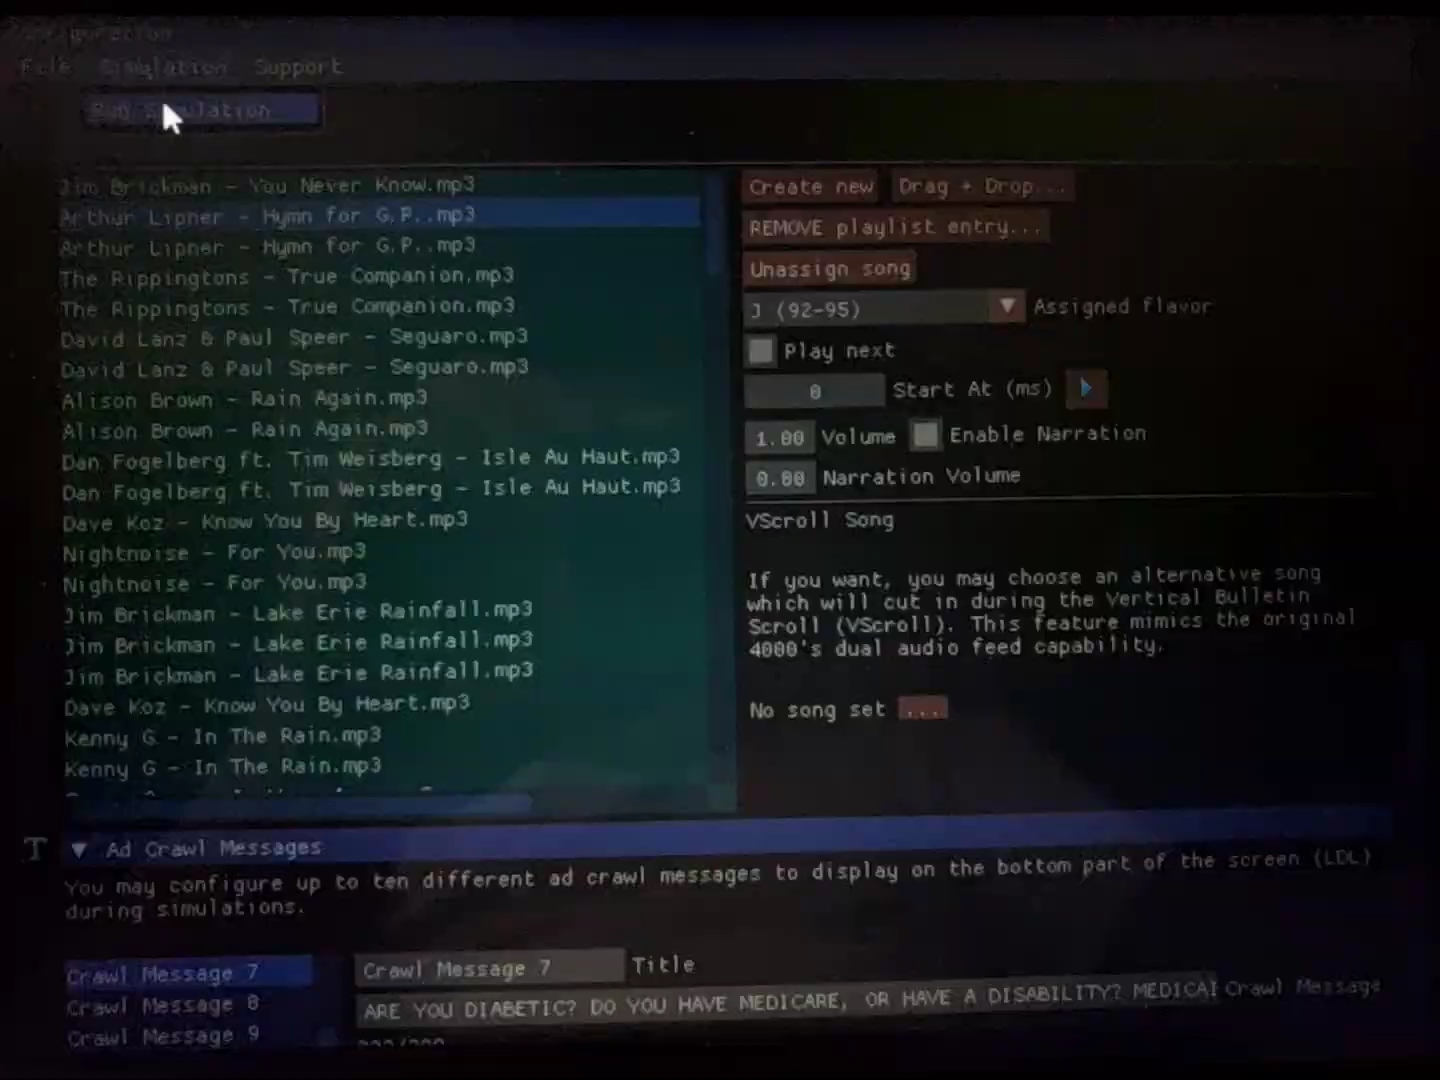 Configuration
File Simulation Support
Run Simulation
Jim Brickman - You Never Know.mp3
Arthur Lipner - Hymn for G.P..mp3
Arthur Lipner - Hymn for G.P..mp3
The Rippingtons - True Companion.mp3
The Rippingtons - True Companion.mp3
David Lanz & Paul Speer - Seguaro.mp3
David Lanz & Paul Speer - Seguaro.mp3
Alison Brown - Rain Again.mp3
Alison Brown - Rain Again.mp3
Dan Fogelberg ft. Tim Weisberg - Isle Au Haut.mp3
Dan Fogelberg ft. Tim Weisberg - Isle Au Haut.mp3
Dave Koz - Know You By Heart.mp3
Nightnoise - For You.mp3
Nightnoise - For You.mp3
Jim Brickman - Lake Erie Rainfall.mp3
Jim Brickman - Lake Erie Rainfall.mp3
Jim Brickman - Lake Erie Rainfall.mp3
Dave Koz - Know You By Heart.mp3
Kenny G - In The Rain.mp3
Kenny G - In The Rain.mp3
Create new Drag + Drop...
REMOVE playlist entry...
Unassign song
J (92-95) Assigned flavor
Play next
0 Start At (ms)
1.00 Volume Enable Narration
0.80 Narration Volume
VScroll Song
If you want, you may choose an alternative song
which will cut in during the Vertical Bulletin
Scroll (VScroll). This feature mimics the original
4000's dual audio feed capability.
No song set ...
T
Ad Crawl Messages
You may configure up to ten different ad crawl messages to display on the bottom part of the screen (LDL)
during simulations.
Crawl Message 7
Crawl Message 8
Crawl Message 9
Crawl Message 7 Title
ARE YOU DIABETIC? DO YOU HAVE MEDICARE, OR HAVE A DISABILITY? MEDICAI Crawl Message